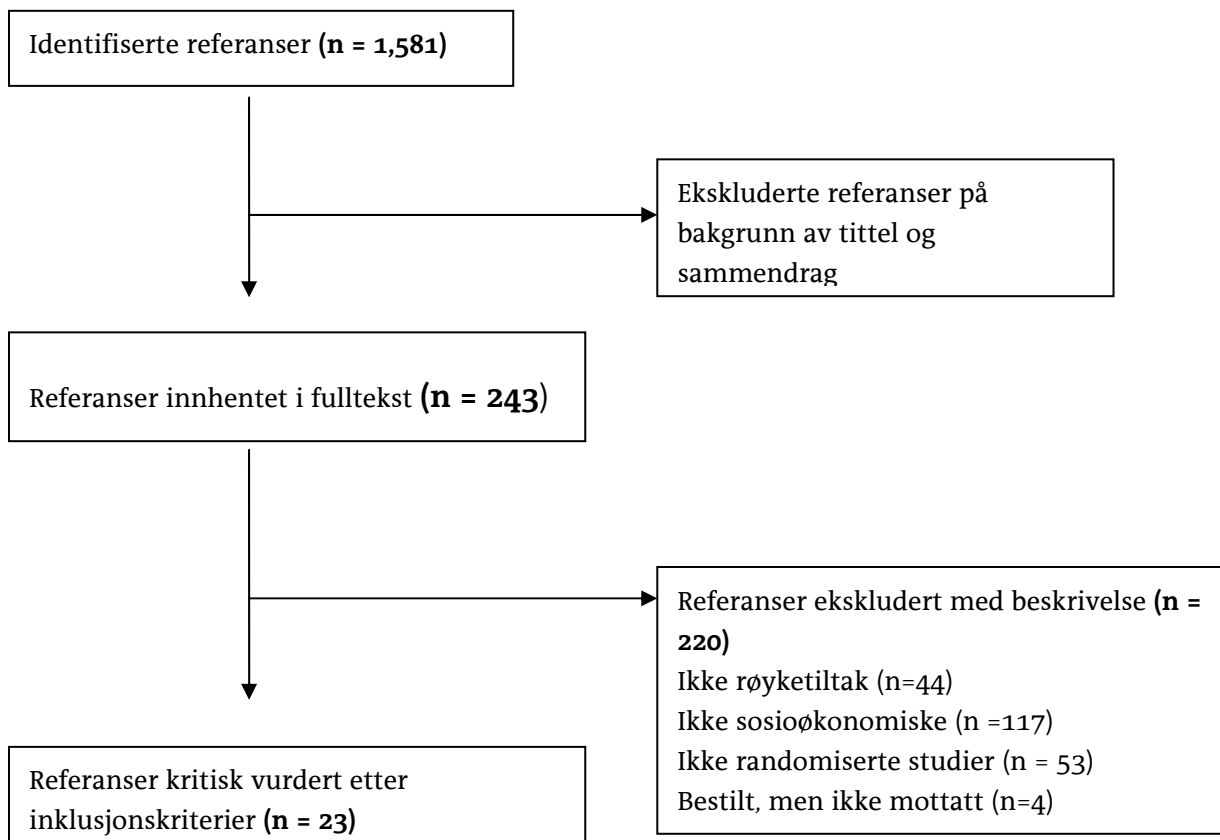 Identifiserte referanser (n = 1,581)
Ekskluderte referanser på
bakgrunn av tittel og
sammendrag
Referanser innhentet i fulltekst (n = 243)
Referanser ekskludert med beskrivelse (n =
220)
Ikke røyketiltak (n=44)
Ikke sosioøkonomiske (n =117)
Ikke randomiserte studier (n = 53)
Bestilt, men ikke mottatt (n=4)
Referanser kritisk vurdert etter
inklusjonskriterier (n = 23)